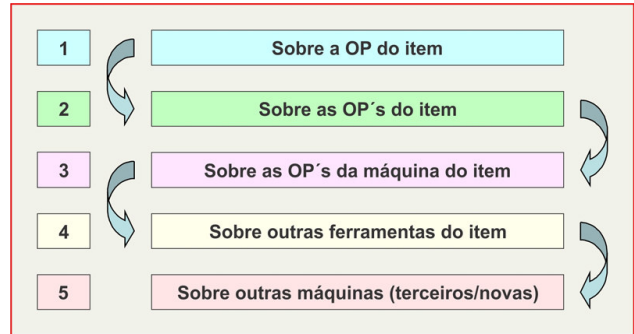 1 Sobre a OP do item
2 Sobre as OP´s do item
3 Sobre as OP´s da máquina do item
4 Sobre outras ferramentas do item
5 Sobre outras máquinas (terceiros/novas)